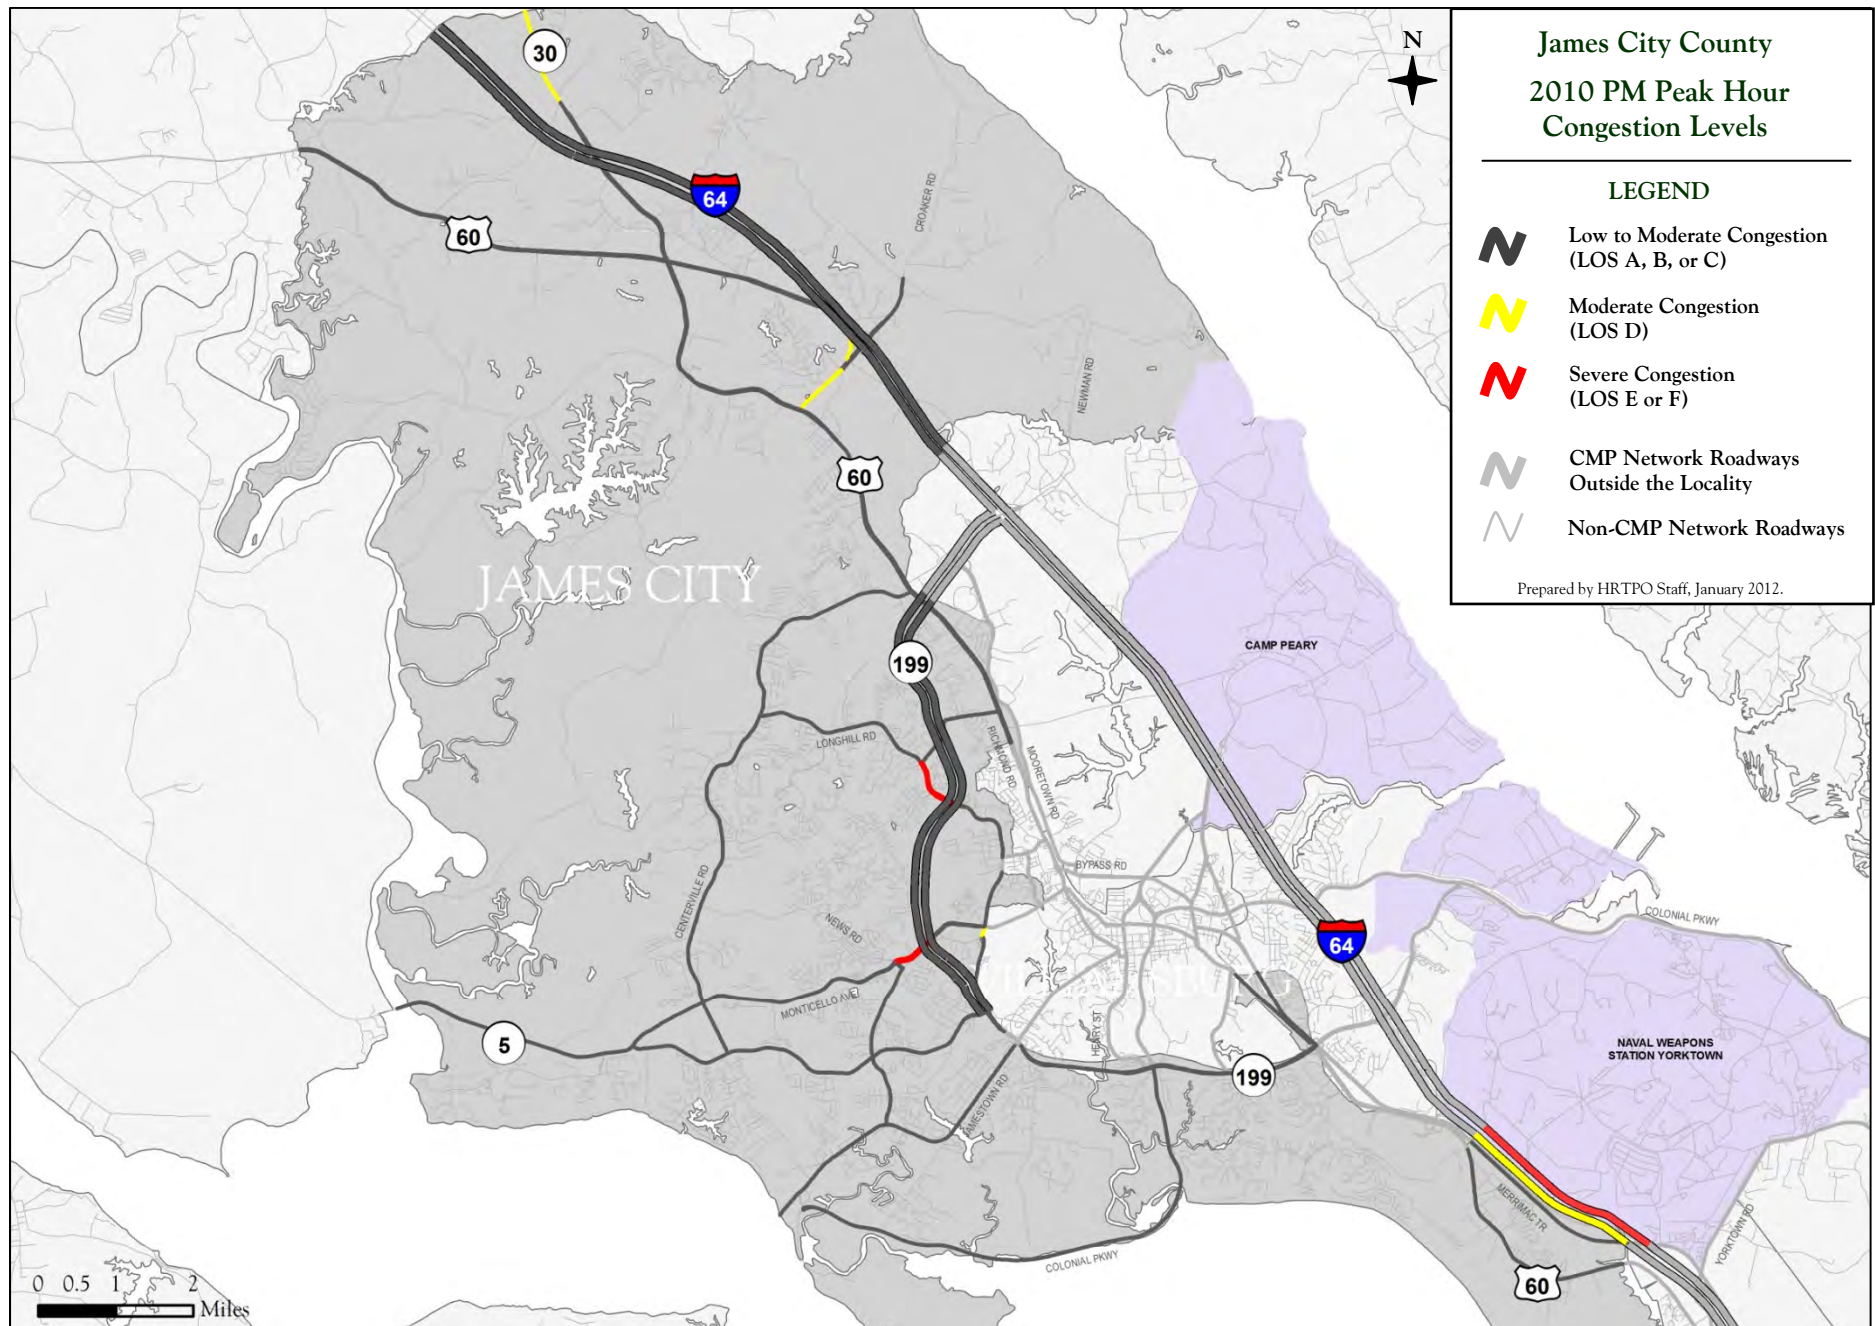 James City County
2010 PM Peak Hour
Congestion Levels
LEGEND
Low to Moderate Congestion
(LOS A, B, or C)
Moderate Congestion
(LOS D)
Severe Congestion
(LOS E or F)
CMP Network Roadways
Outside the Locality
Non-CMP Network Roadways
Prepared by HRTPO Staff, January 2012.
N
30
64
60
CROAKER RD
NEWMAN RD
60
JAMES CITY
CAMP PEARY
199
LONGHILL RD
RICHMOND RD
MOORETOWN RD
BYPASS RD
CENTERVILLE RD
NEWS RD
COLONIAL PKWY
64
MONTICELLO AVE
HENRY ST
5
NAVAL WEAPONS
STATION YORKTOWN
199
JAMESTOWN RD
MERRIMAC TR
YORKTOWN RD
COLONIAL PKWY
60
0 0.5 1 2
Miles